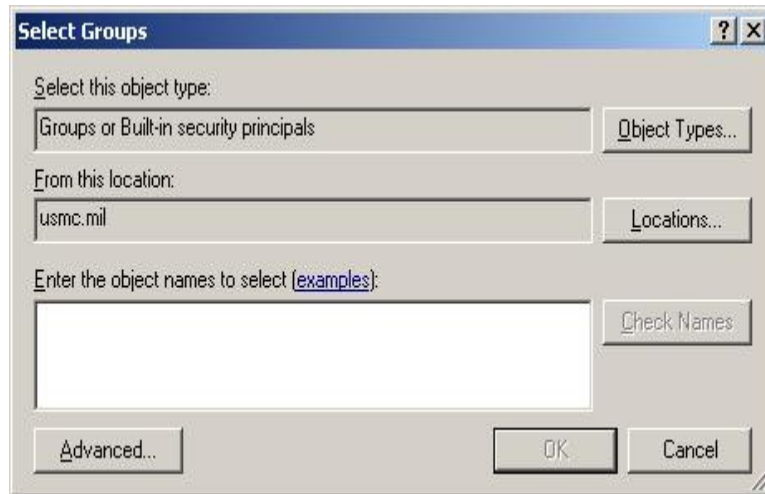 Select Groups
Select this object type:
Groups or Built-in security principals
Object Types...
From this location:
usmc.mil
Locations...
Enter the object names to select (examples):
Check Names
Advanced...
OK
Cancel